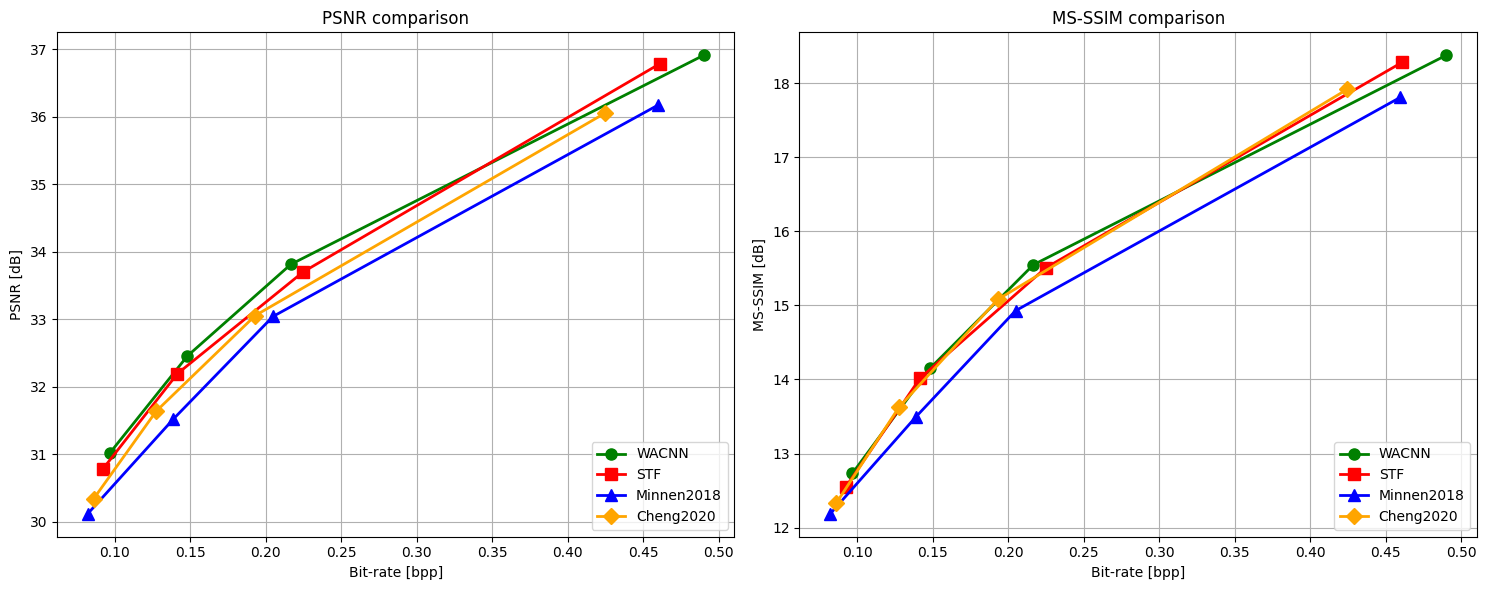 PSNR comparison
PSNR [dB]
37
36
35
34
33
32
31
30
0.10 0.15 0.20 0.25 0.30 0.35 0.40 0.45 0.50
Bit-rate [bpp]
WACNN
STF
Minnen2018
Cheng2020
MS-SSIM comparison
MS-SSIM [dB]
18
17
16
15
14
13
12
0.10 0.15 0.20 0.25 0.30 0.35 0.40 0.45 0.50
Bit-rate [bpp]
WACNN
STF
Minnen2018
Cheng2020